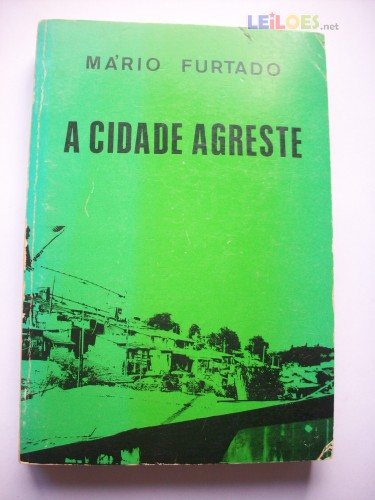 LEiLOES.net
MÁRIO FURTADO
A CIDADE AGRESTE